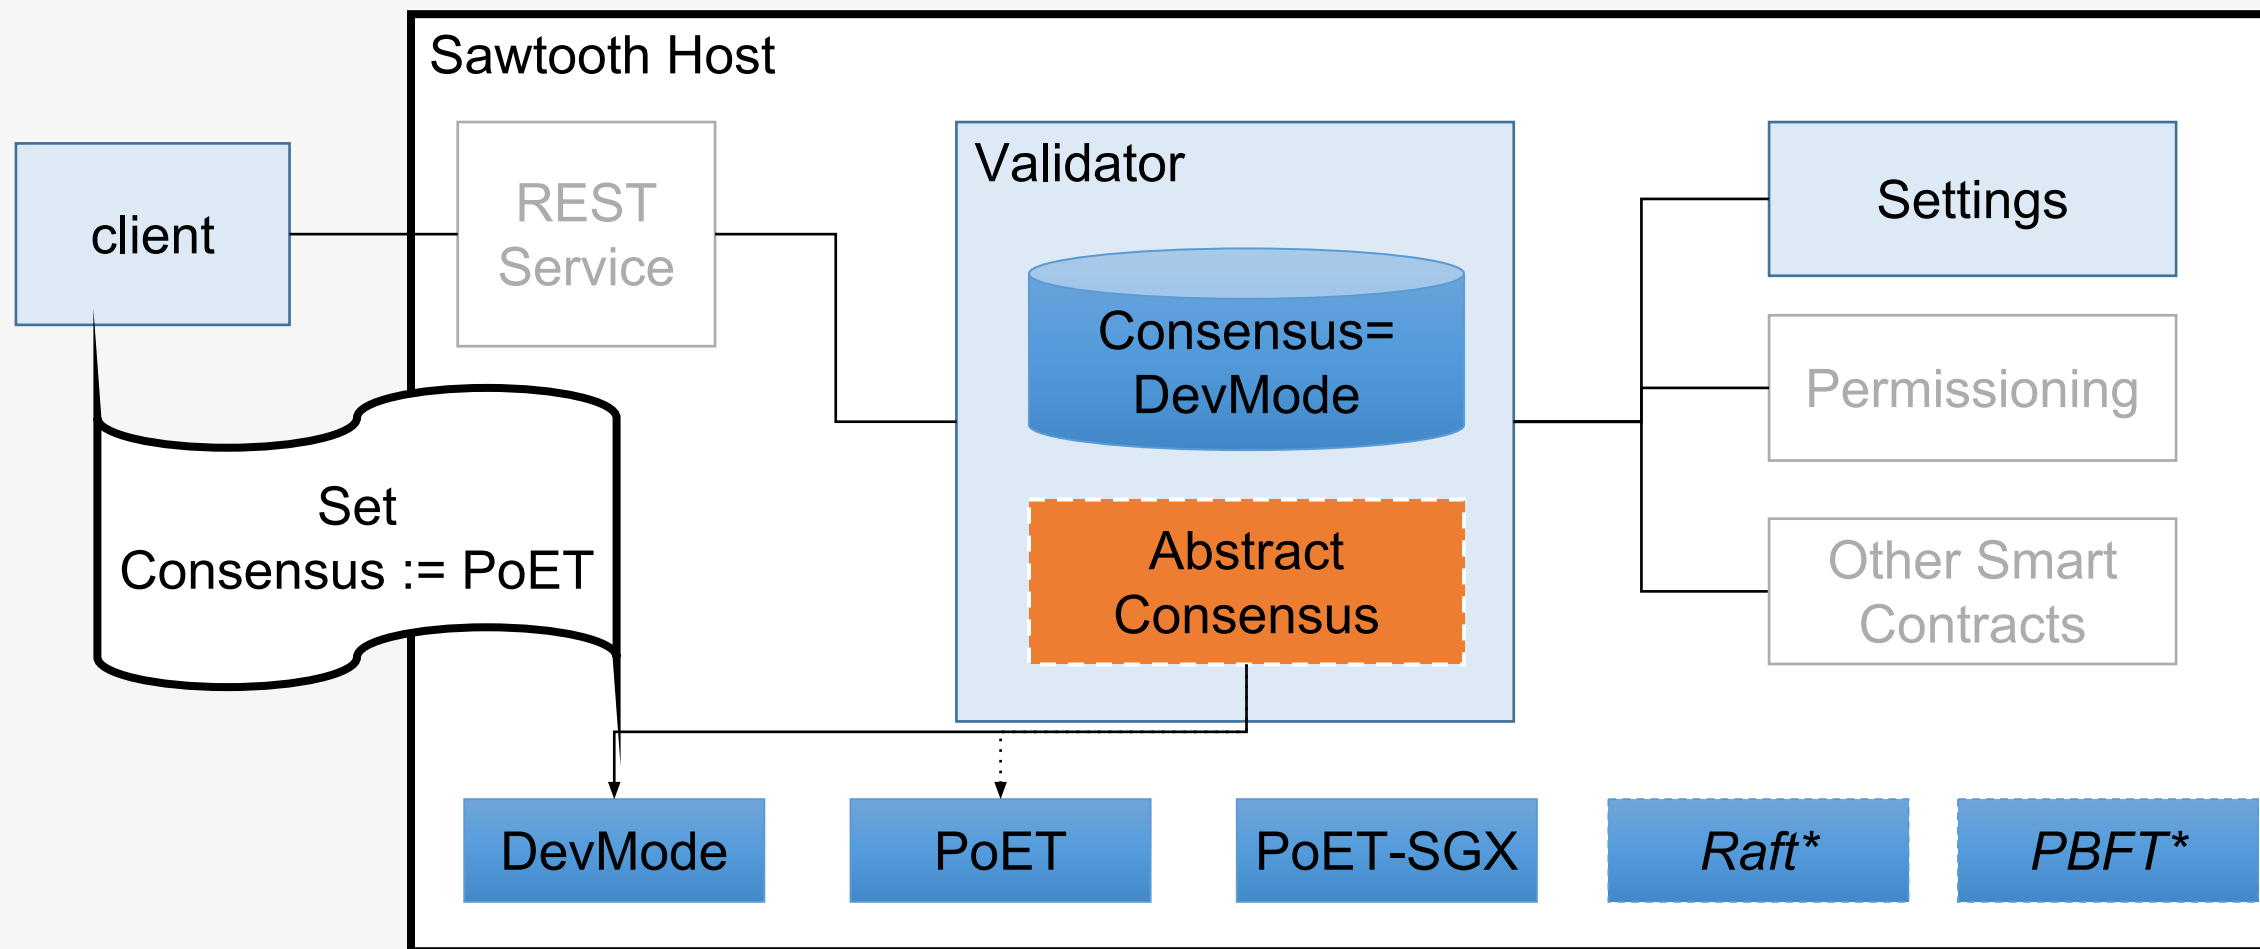 Sawtooth Host
client
REST
Service
Validator
Consensus=
DevMode
Abstract
Consensus
Settings
Permissioning
Other Smart
Contracts
Set
Consensus := PoET
DevMode
PoET
PoET-SGX
Raft*
PBFT*